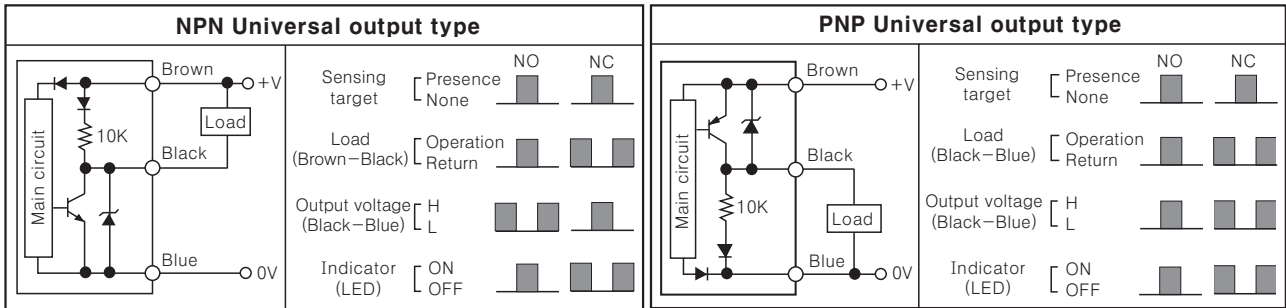 NPN Universal output type
Main circuit
Brown
+V
Load
10K
Black
Blue
0V
NO NC
Sensing target
Presence
None
Load
(Brown−Black)
Operation
Return
Output voltage
(Black−Blue)
H
L
Indicator
(LED)
ON
OFF
PNP Universal output type
Main circuit
Brown
+V
Black
10K
Load
Blue
0V
NO NC
Sensing target
Presence
None
Load
(Black−Blue)
Operation
Return
Output voltage
(Black−Blue)
H
L
Indicator
(LED)
ON
OFF